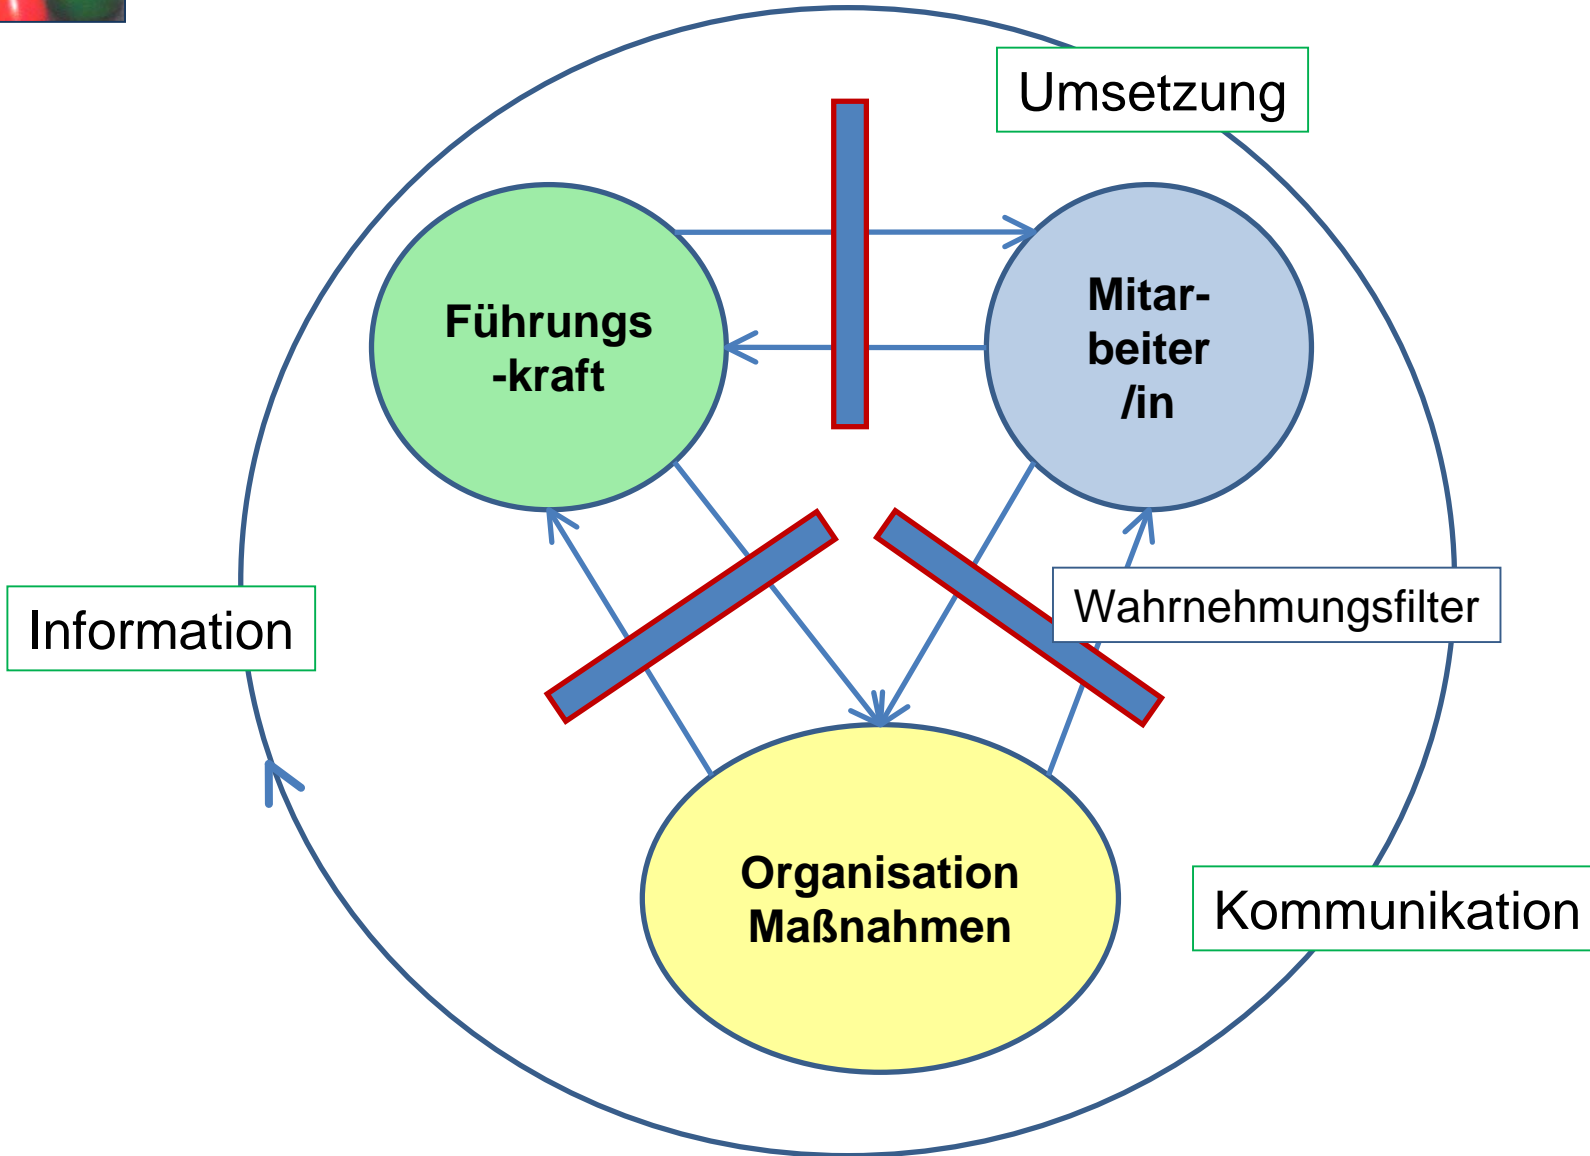 Umsetzung
Führungs
-kraft
Mitar-
beiter
/in
Wahrnehmungsfilter
Information
Organisation
Maßnahmen
Kommunikation